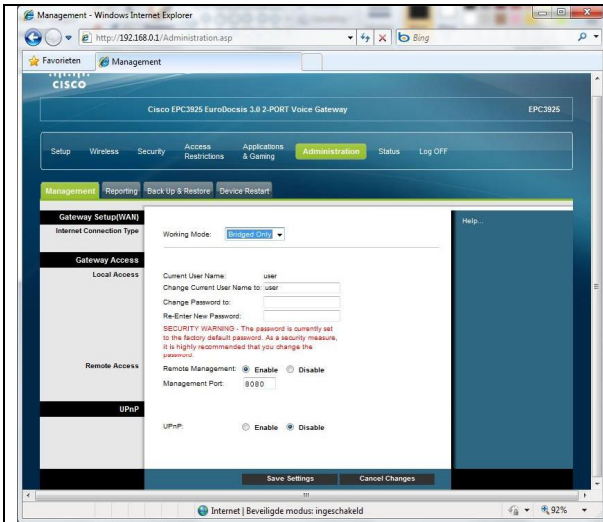 Management - Windows Internet Explorer
http://192.168.0.1/Administration.asp
Bing
Favorieten
Management
CISCO
Cisco EPC3925 EuroDocsis 3.0 2-PORT Voice Gateway
EPC3925
Setup
Wireless
Security
Access Restrictions
Applications & Gaming
Administration
Status
Log OFF
Management
Reporting
Back Up & Restore
Device Restart
Gateway Setup(WAN)
Internet Connection Type
Working Mode:
Bridged Only
Help...
Gateway Access
Local Access
Current User Name:
user
Change Current User Name to:
user
Change Password to:
Re-Enter New Password:
SECURITY WARNING - The password is currently set
to the factory default password. As a security measure,
it is highly recommended that you change the
password.
Remote Access
Remote Management:
Enable
Disable
Management Port:
8080
UPnP
UPnP:
Enable
Disable
Save Settings
Cancel Changes
Internet | Beveiligde modus: ingeschakeld
92%